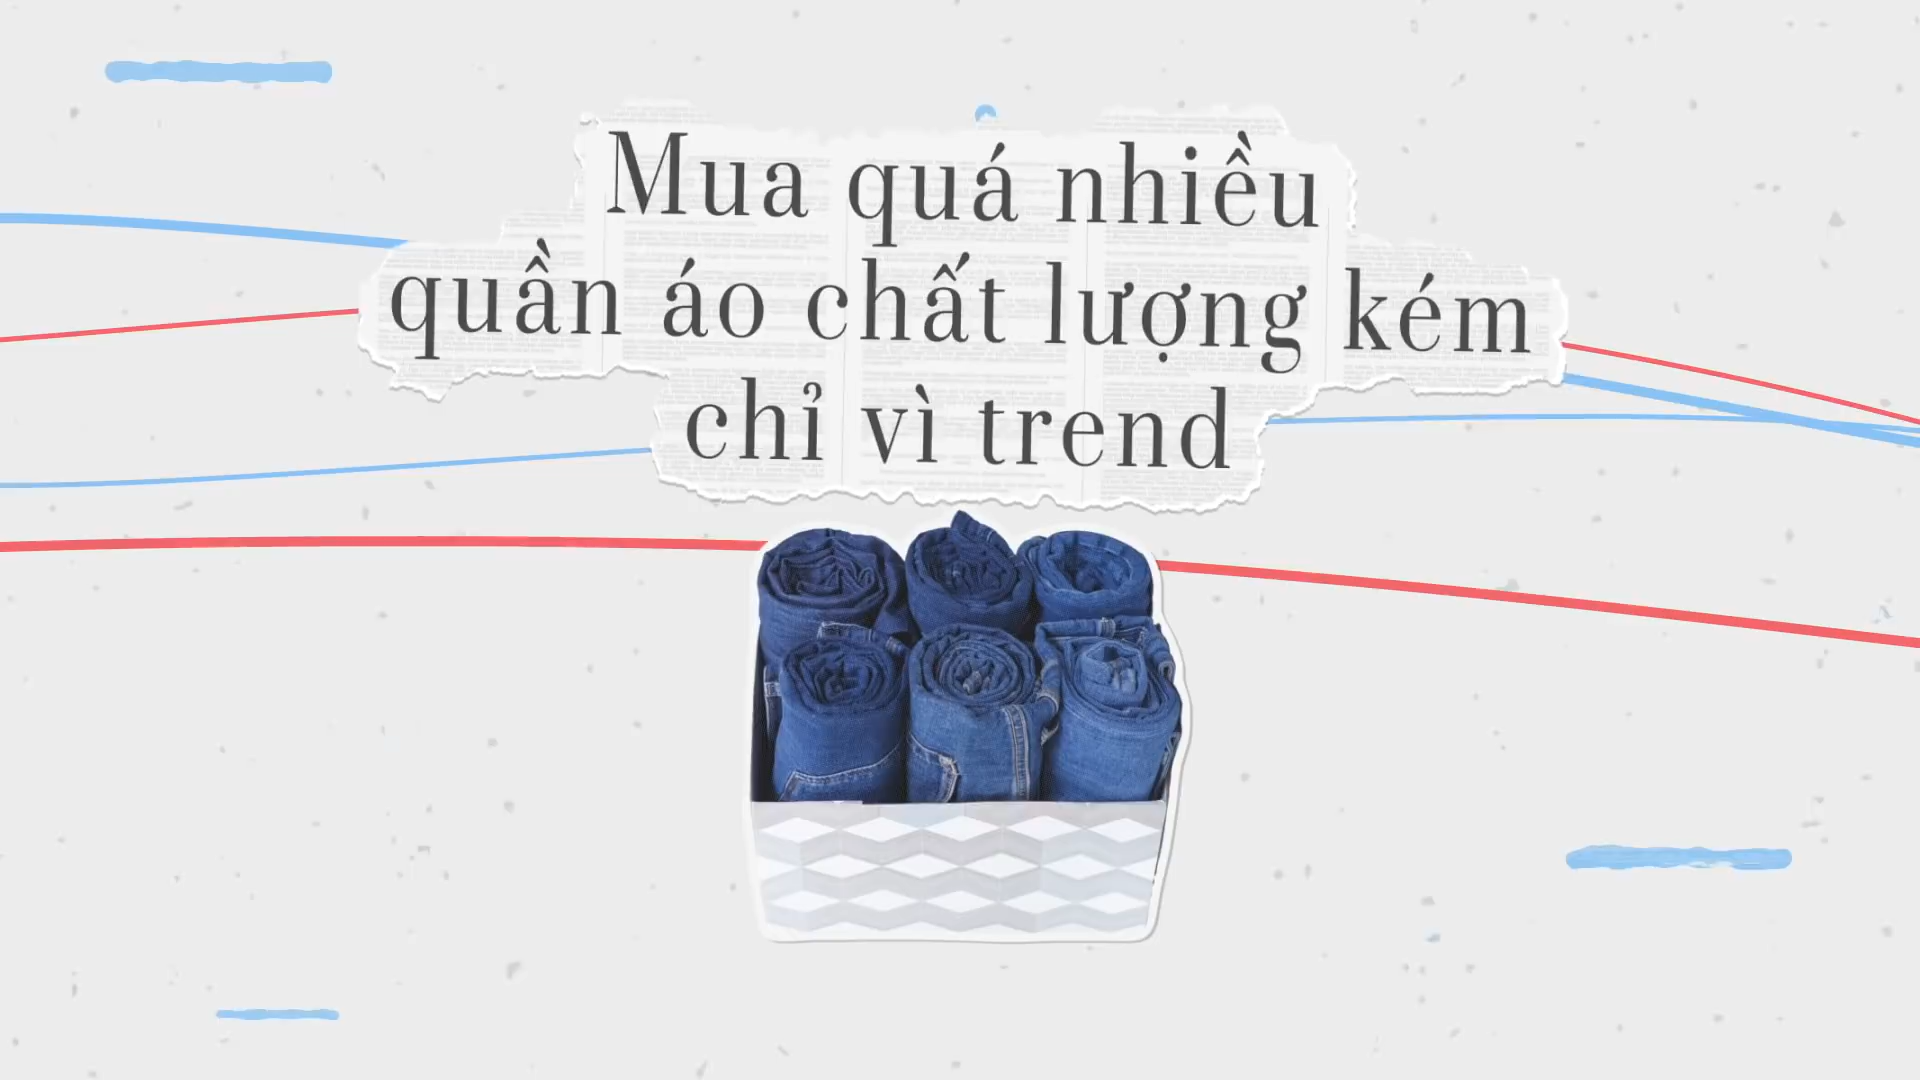 Mua quá nhiều
quần áo chất lượng kém
chỉ vì trend